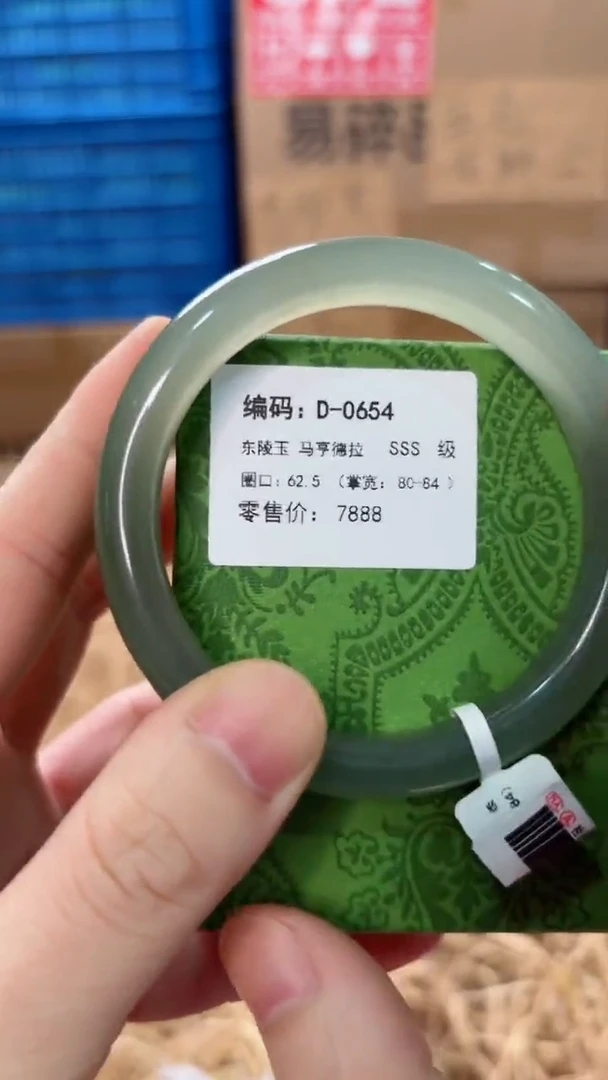 易碎
编码：D-0654
东陵玉 马亨德拉 SSS 级
圈口：62.5 （掌宽：80-84 ）
零售价： 7888